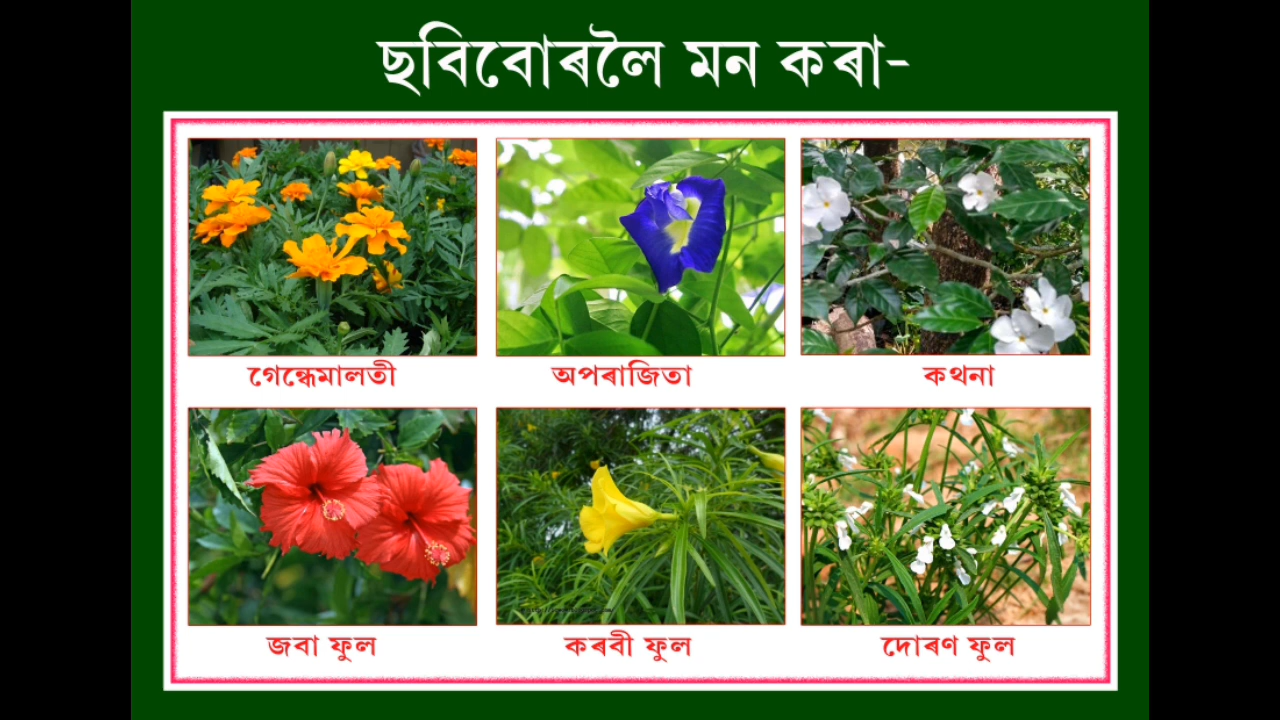 ছবিবোৰলৈ মন কৰা-
গেন্ধেমালতী
অপৰাজিতা
কথনা
জবা ফুল
কৰবী ফুল
দোৰণ ফুল